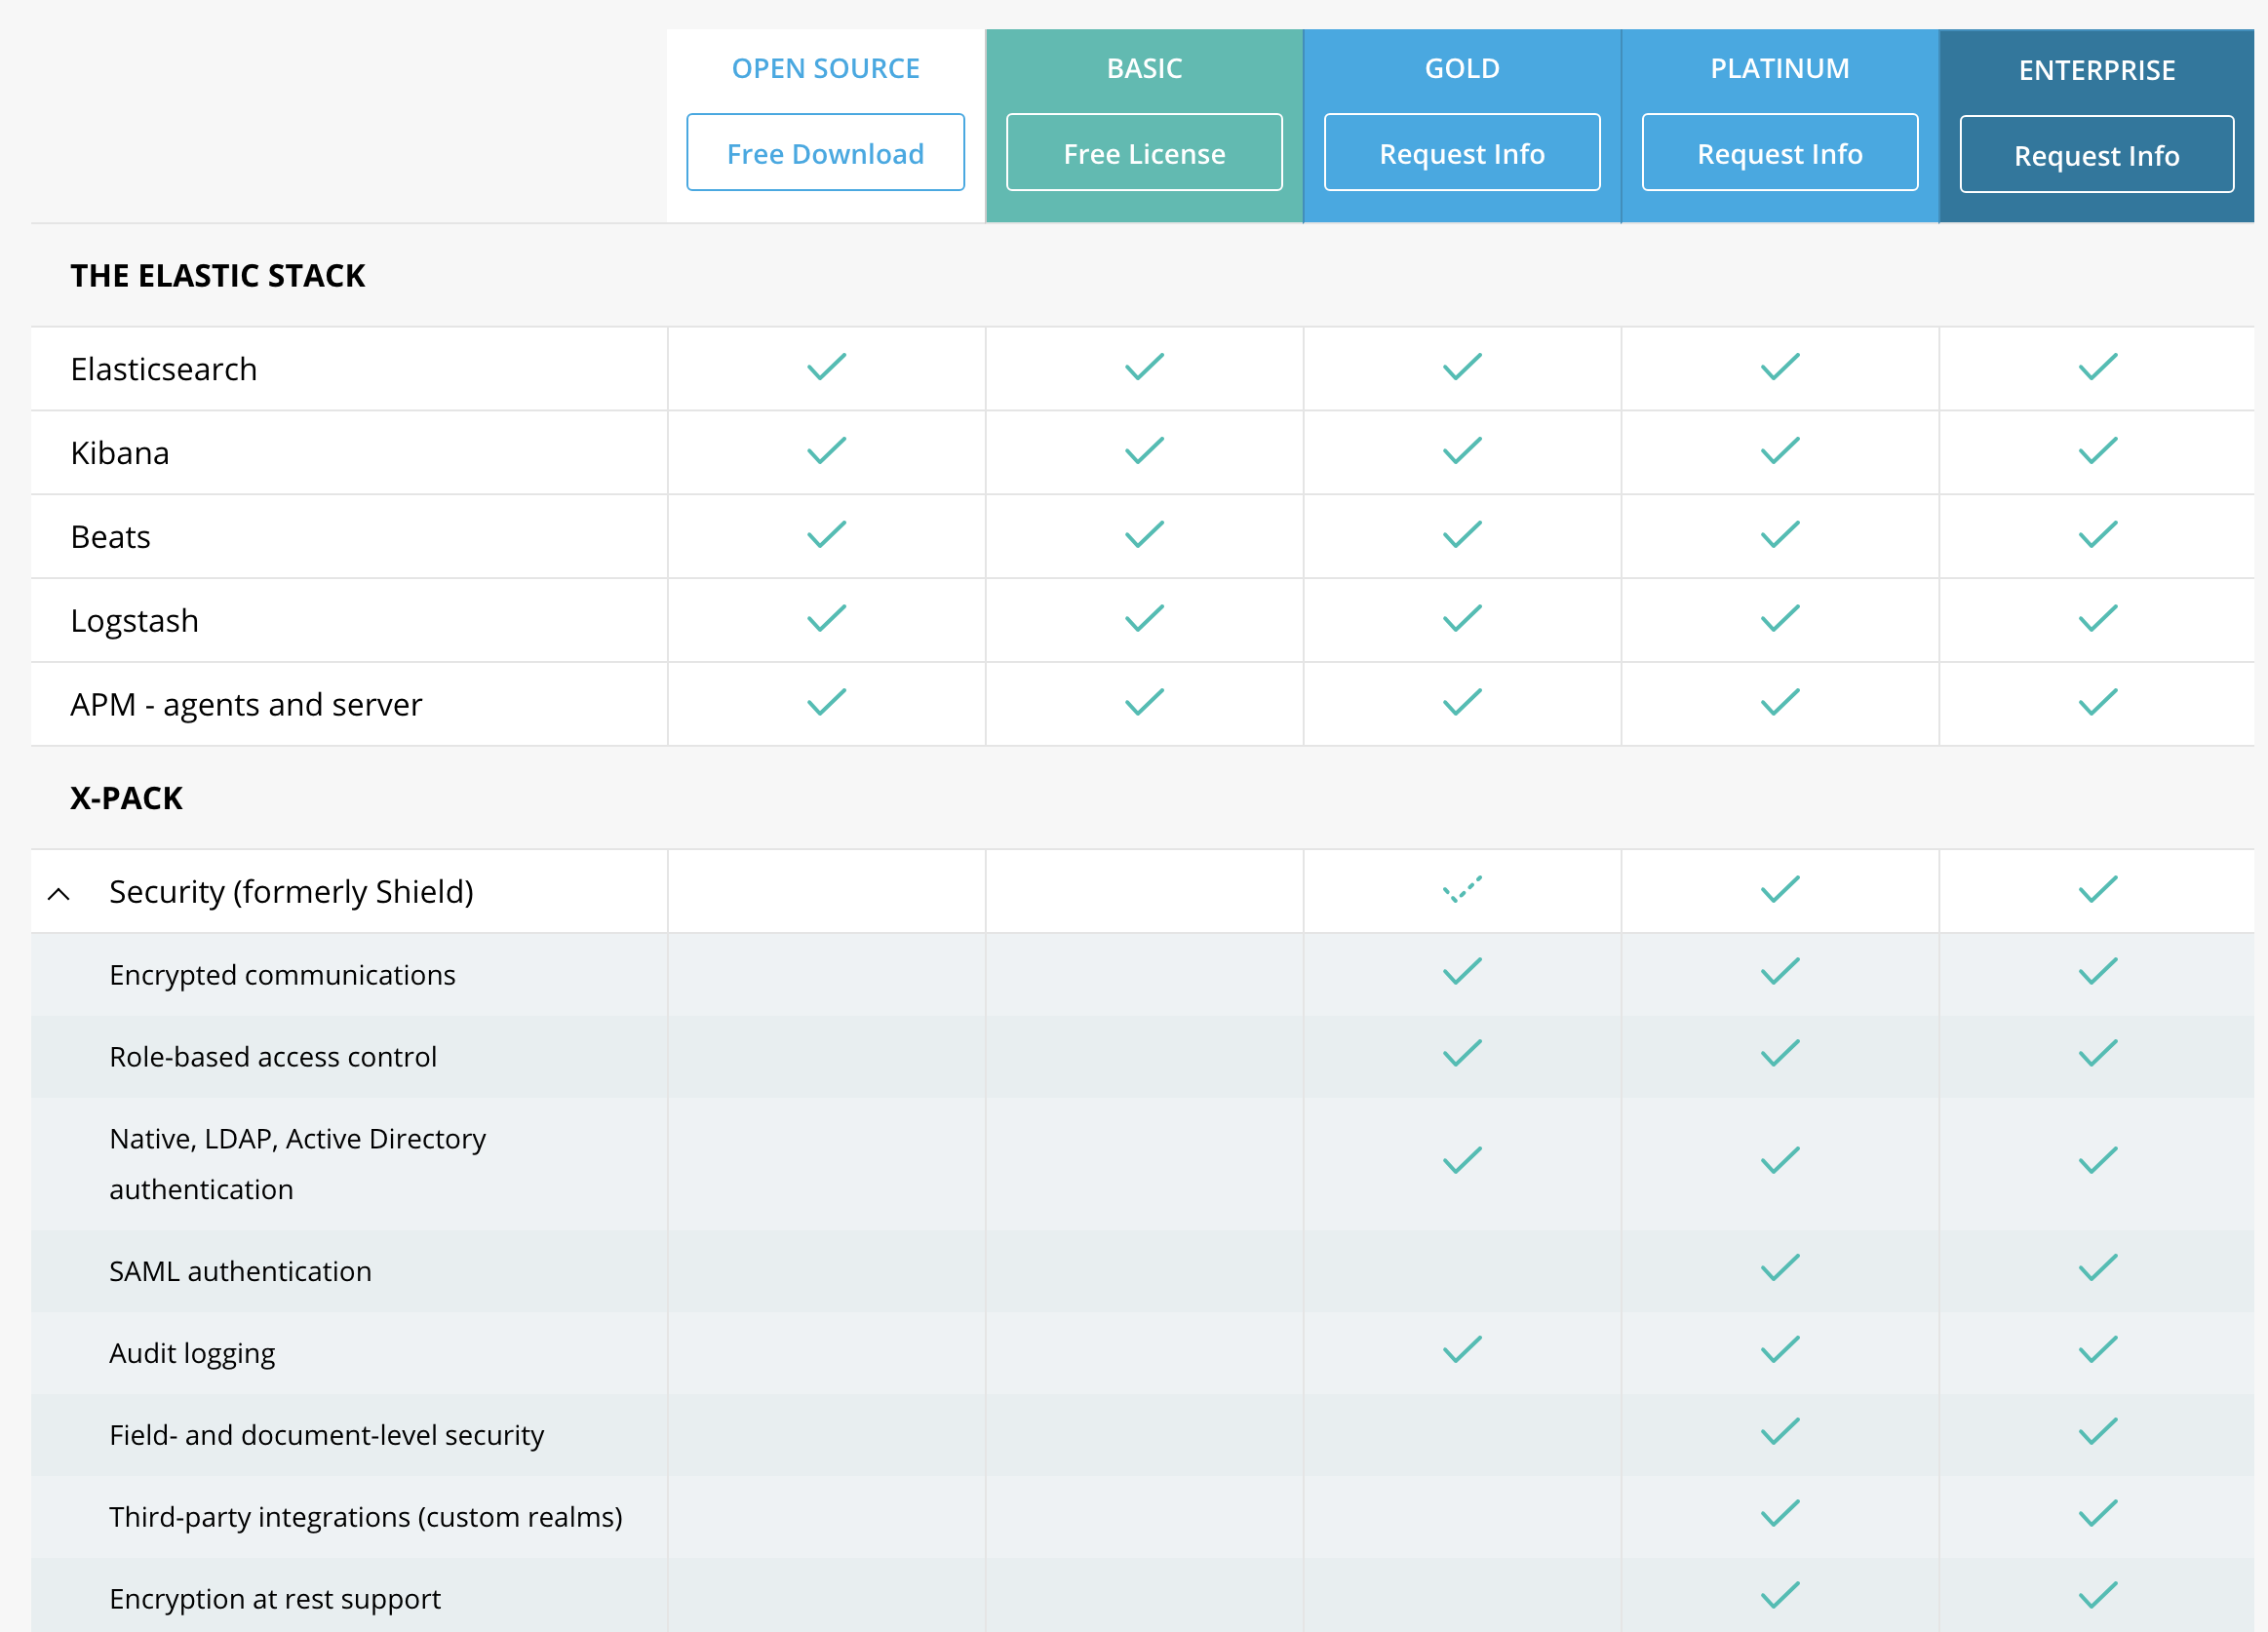 OPEN SOURCE
BASIC
GOLD
PLATINUM
ENTERPRISE
Free Download
Free License
Request Info
Request Info
Request Info
THE ELASTIC STACK
Elasticsearch
Kibana
Beats
Logstash
APM - agents and server
X-PACK
Security (formerly Shield)
Encrypted communications
Role-based access control
Native, LDAP, Active Directory
authentication
SAML authentication
Audit logging
Field- and document-level security
Third-party integrations (custom realms)
Encryption at rest support